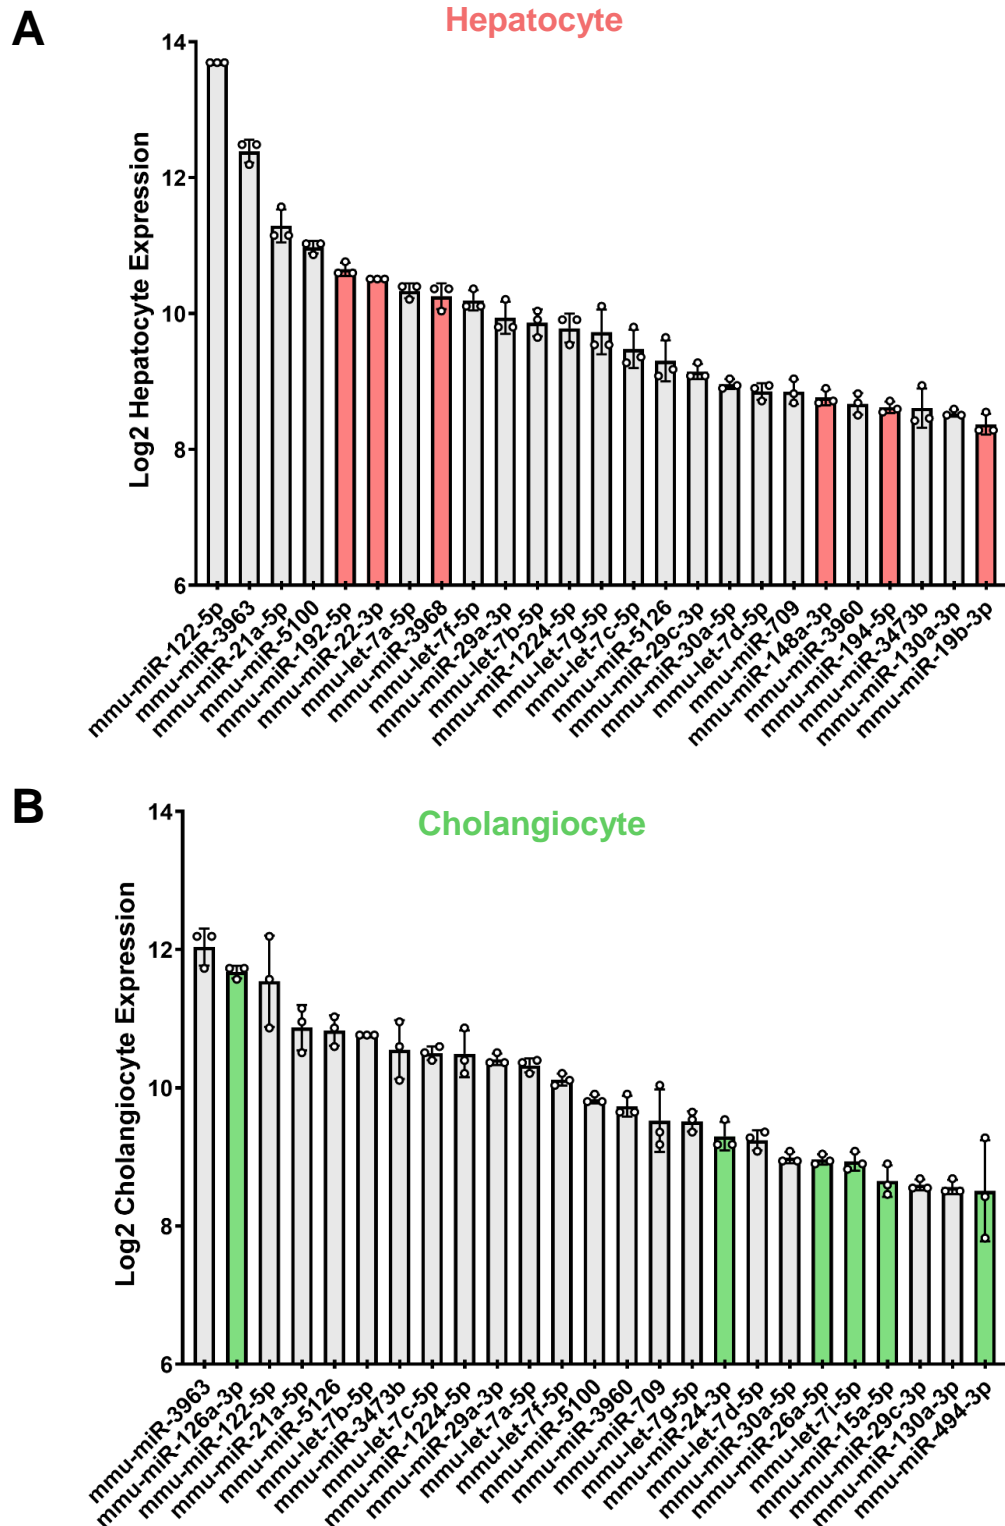 A
Hepatocyte
Log2 Hepatocyte Expression
14
12
10
8
6
mmu-miR-122-5p
mmu-miR-3963
mmu-miR-21a-5p
mmu-miR-5100
mmu-miR-192-5p
mmu-miR-22-3p
mmu-let-7a-5p
mmu-miR-3968
mmu-let-7f-5p
mmu-miR-29a-3p
mmu-let-7b-5p
mmu-miR-1224-5p
mmu-let-7g-5p
mmu-let-7c-5p
mmu-miR-5126
mmu-miR-29c-3p
mmu-miR-30a-5p
mmu-let-7d-5p
mmu-miR-709
mmu-miR-148a-3p
mmu-miR-3960
mmu-miR-194-5p
mmu-miR-3473b
mmu-miR-130a-3p
mmu-miR-19b-3p
B
Cholangiocyte
Log2 Cholangiocyte Expression
14
12
10
8
6
mmu-miR-3963
mmu-miR-126a-3p
mmu-miR-122-5p
mmu-miR-21a-5p
mmu-miR-5126
mmu-let-7b-5p
mmu-miR-3473b
mmu-let-7c-5p
mmu-miR-1224-5p
mmu-miR-29a-3p
mmu-let-7a-5p
mmu-let-7f-5p
mmu-miR-5100
mmu-miR-3960
mmu-miR-709
mmu-let-7g-5p
mmu-miR-24-3p
mmu-let-7d-5p
mmu-miR-30a-5p
mmu-miR-26a-5p
mmu-let-7i-5p
mmu-miR-15a-5p
mmu-miR-29c-3p
mmu-miR-130a-3p
mmu-miR-494-3p